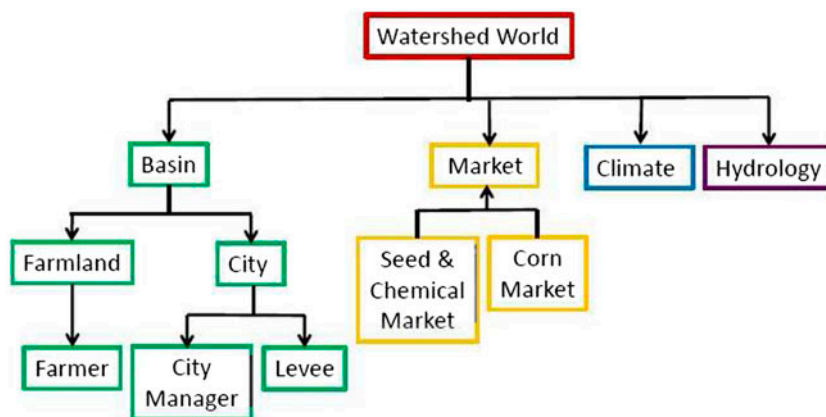 Watershed World
Basin
Market
Climate
Hydrology
Farmland
City
Seed &
Chemical
Market
Corn
Market
Farmer
City
Manager
Levee